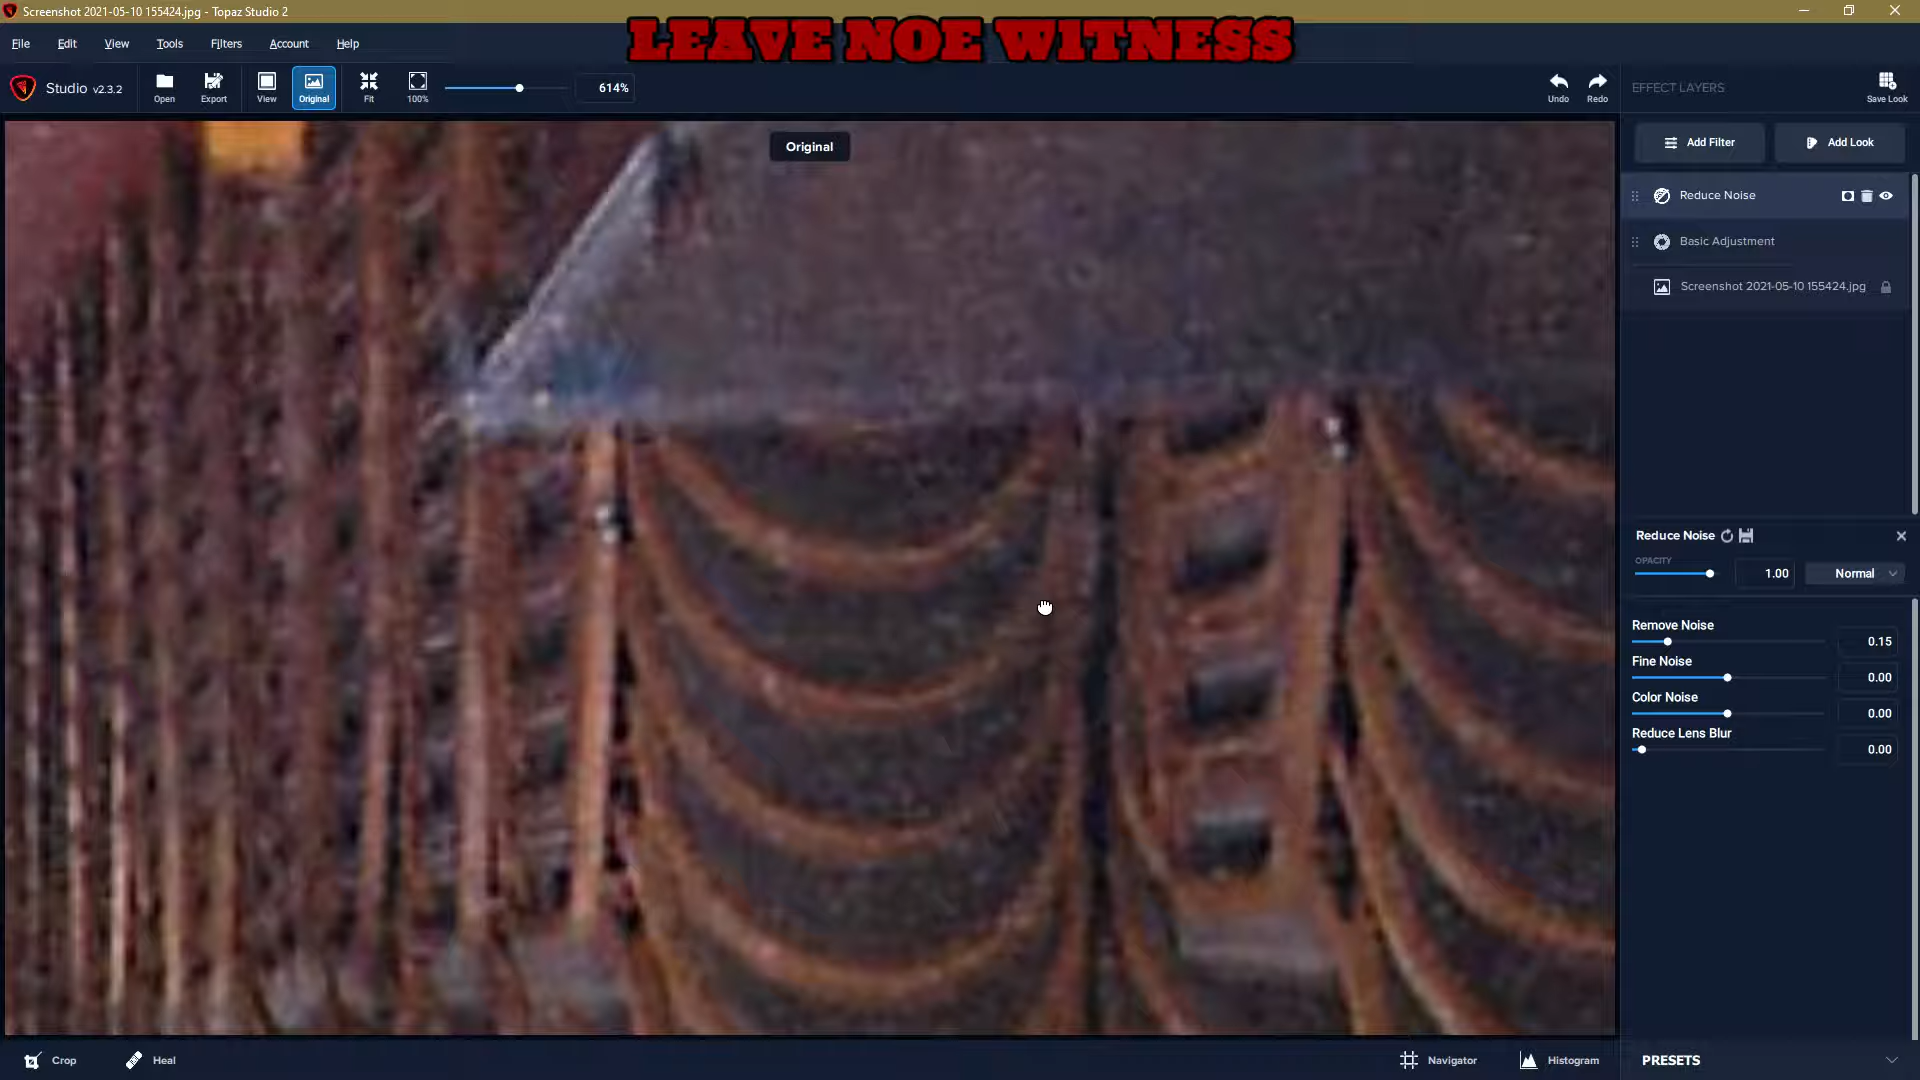 Screenshot 2021-05-10 155424.jpg - Topaz Studio 2
LEAVE NOE WITNESS
File Edit View Tools Filters Account Help
Studio v2.3.2 Open Export View Original Fit 100% 614% Undo Redo
EFFECT LAYERS Save Look
Original
Add Filter Add Look
Reduce Noise
Basic Adjustment
Screenshot 2021-05-10 155424.jpg
Reduce Noise
OPACITY
1.00 Normal
Remove Noise
0.15
Fine Noise
0.00
Color Noise
0.00
Reduce Lens Blur
0.00
Crop Heal Navigator Histogram PRESETS